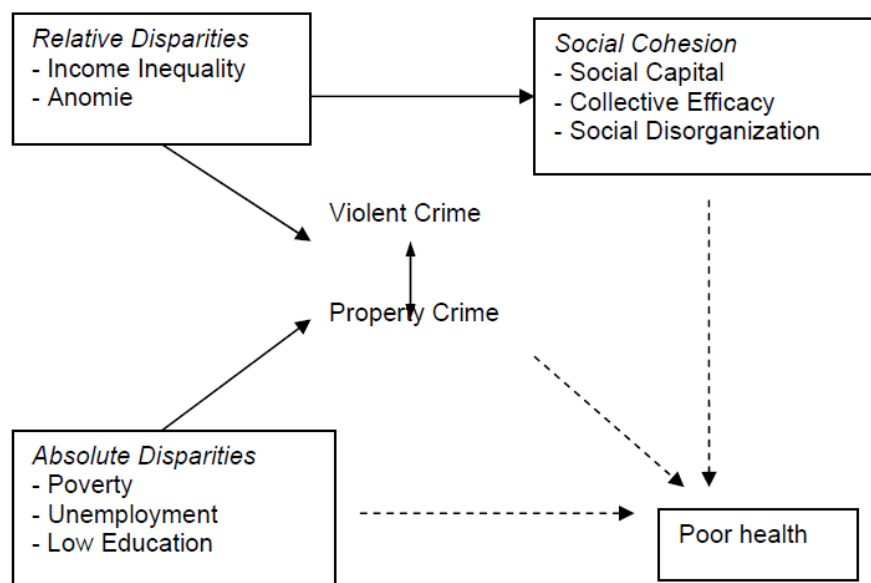 Relative Disparities
- Income Inequality
- Anomie
Social Cohesion
- Social Capital
- Collective Efficacy
- Social Disorganization
Violent Crime
Property Crime
Absolute Disparities
- Poverty
- Unemployment
- Low Education
Poor health